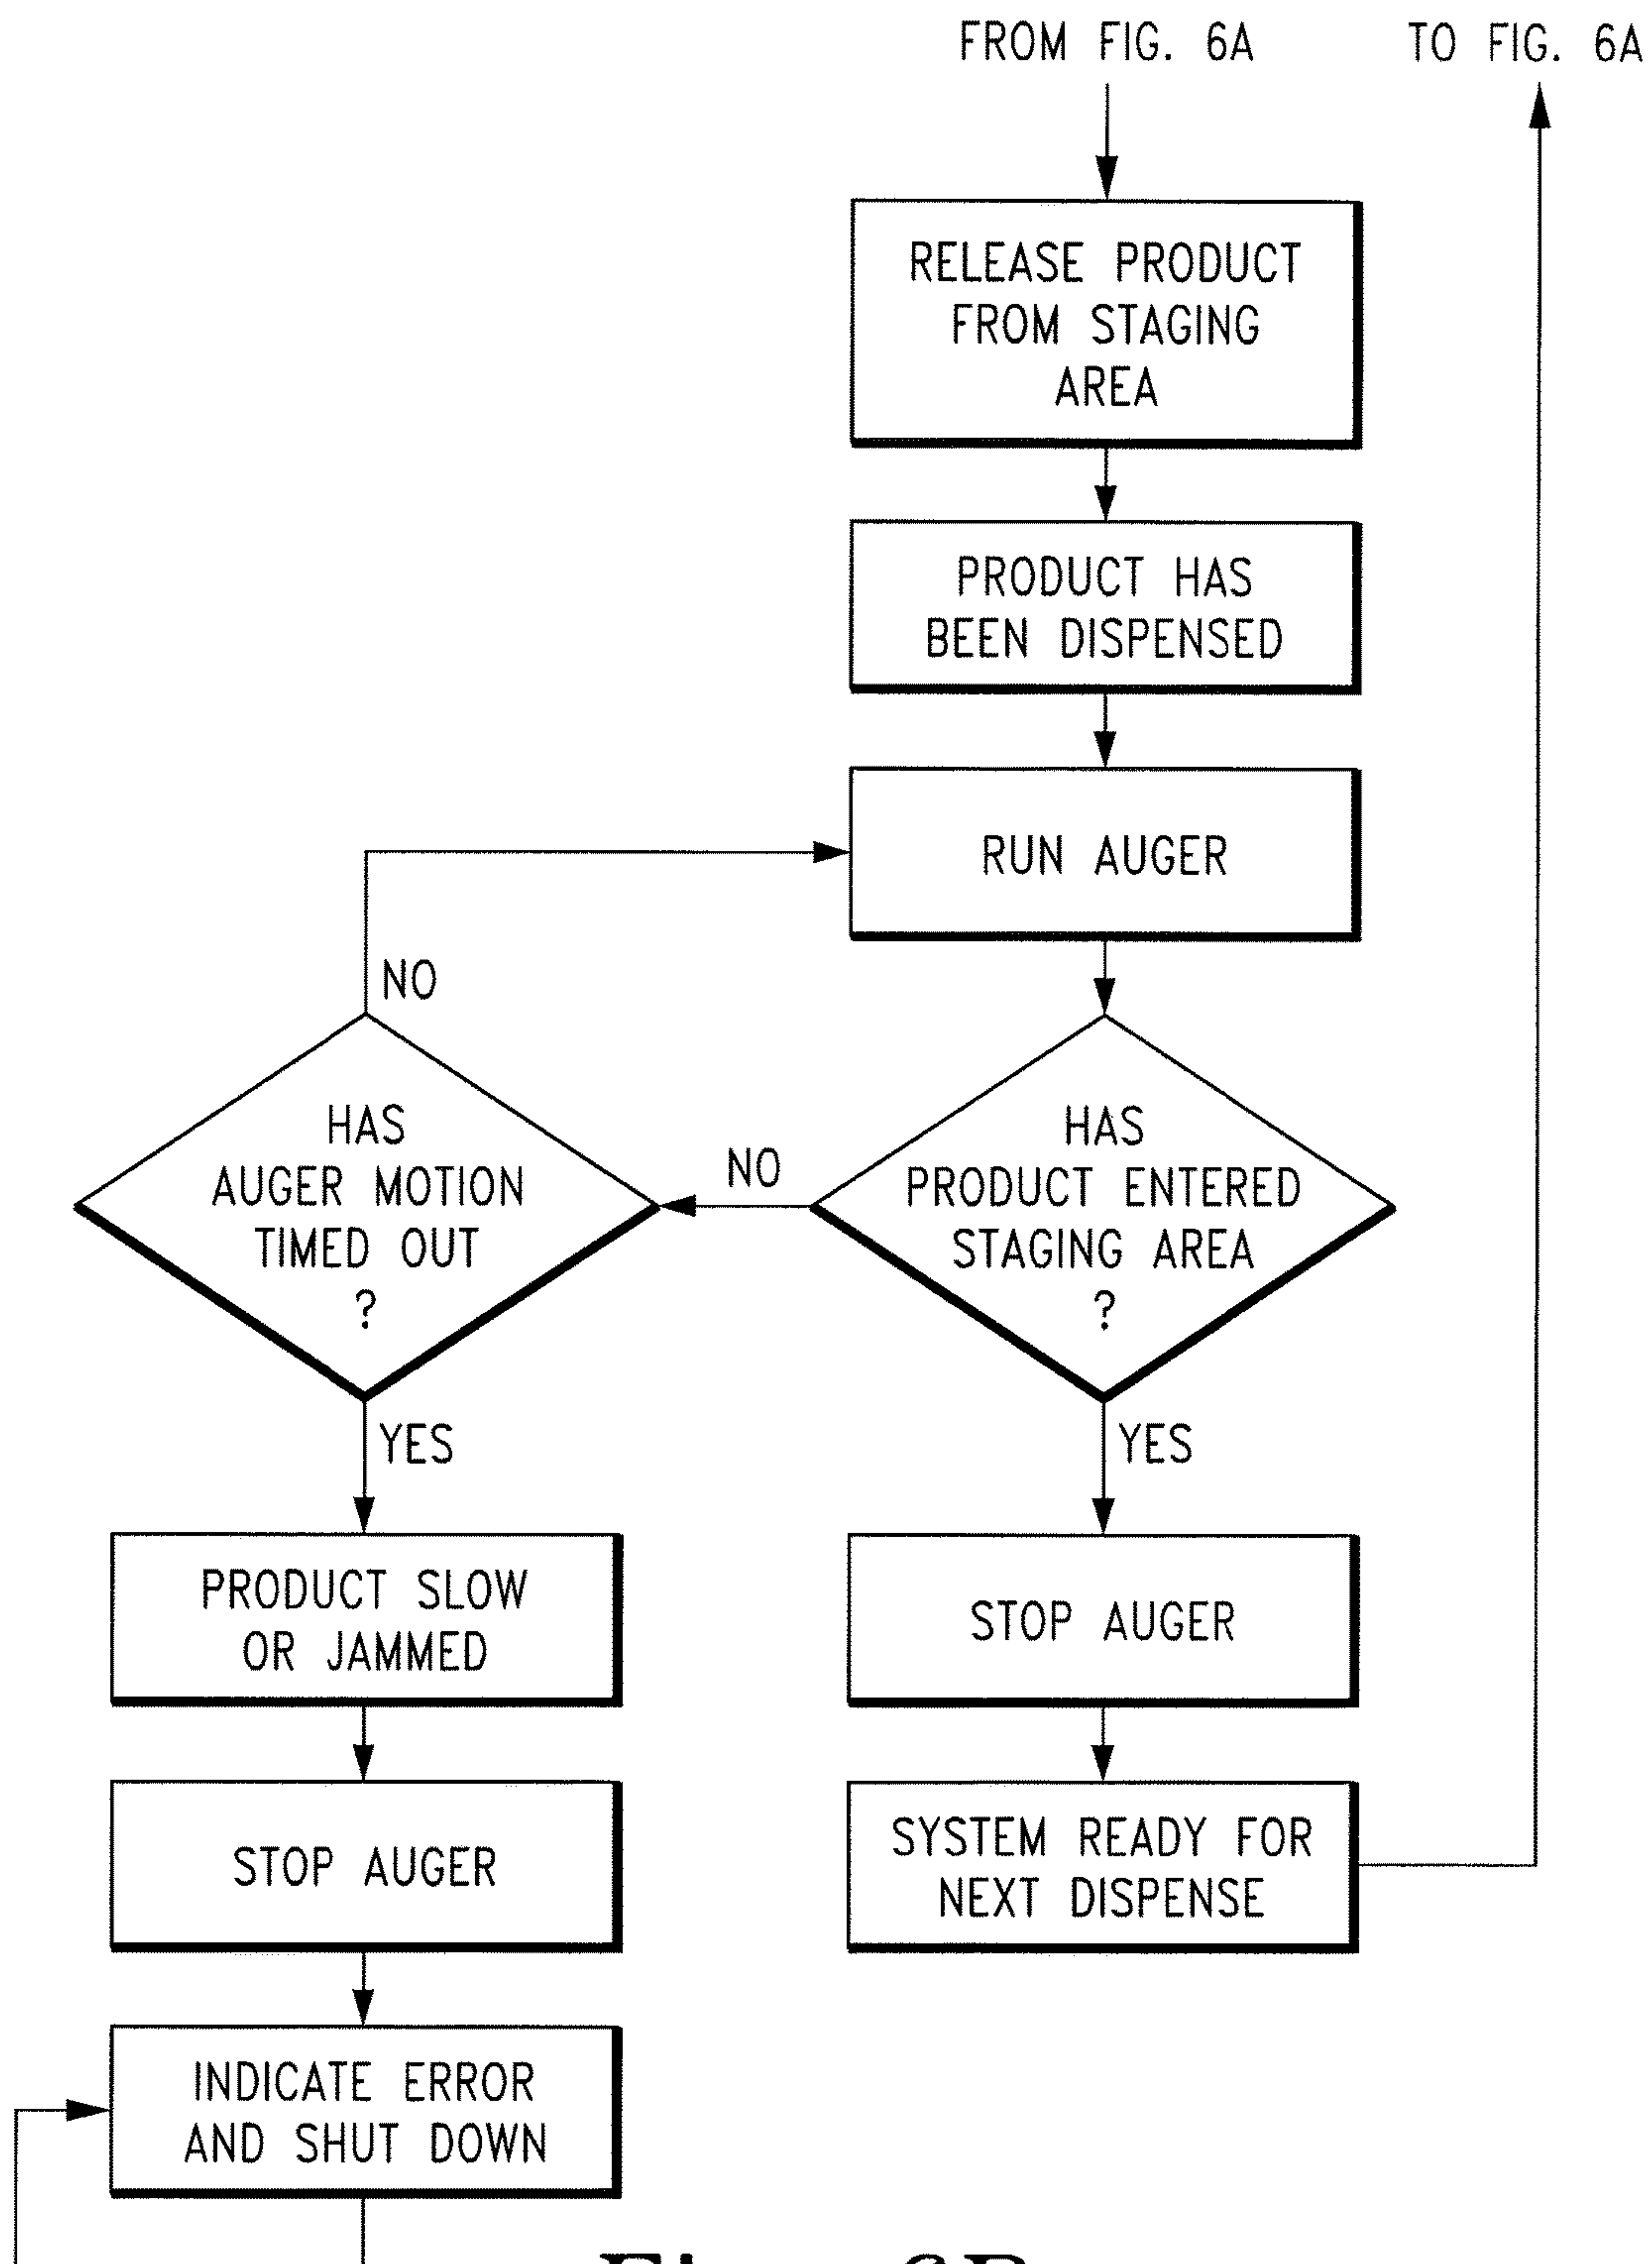 FROM FIG. 6A
TO FIG. 6A
RELEASE PRODUCT
FROM STAGING
AREA
PRODUCT HAS
BEEN DISPENSED
RUN AUGER
NO
HAS
PRODUCT ENTERED
STAGING AREA
?
NO
HAS
AUGER MOTION
TIMED OUT
?
YES
YES
PRODUCT SLOW
OR JAMMED
STOP AUGER
STOP AUGER
SYSTEM READY FOR
NEXT DISPENSE
INDICATE ERROR
AND SHUT DOWN